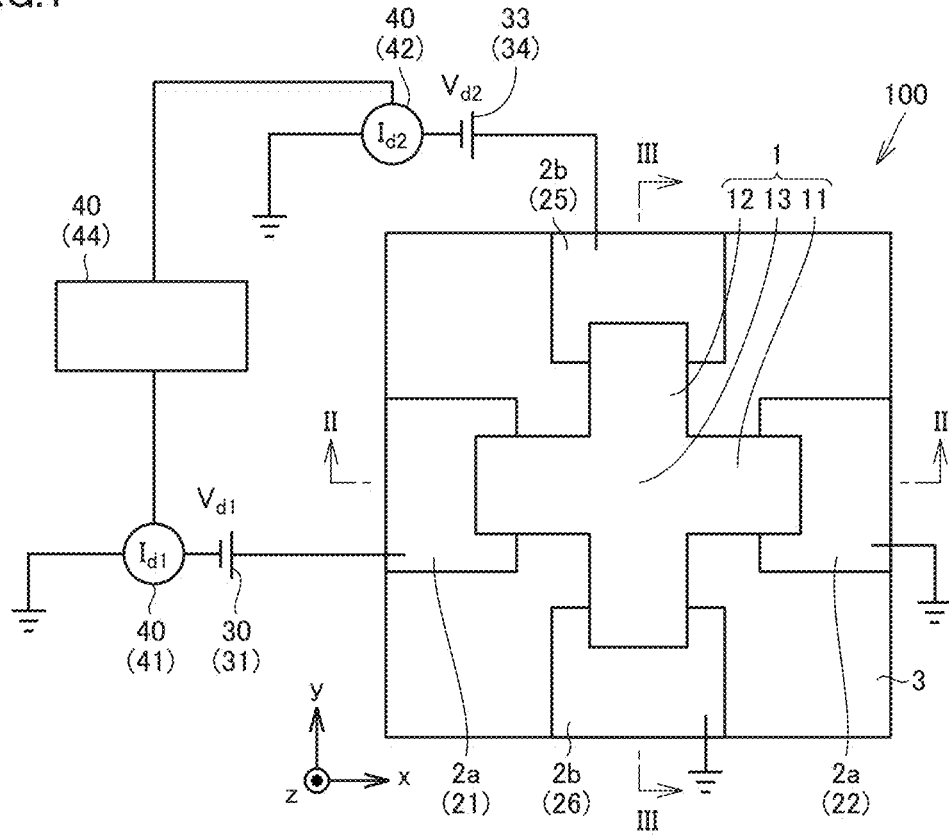 40
(42)
33
(34)
V_d2
I_d2
100
III
1
12 13 11
2b
(25)
40
(44)
II
II
V_d1
I_d1
40
(41)
30
(31)
3
y
x
z
2a
(21)
2b
(26)
III
2a
(22)